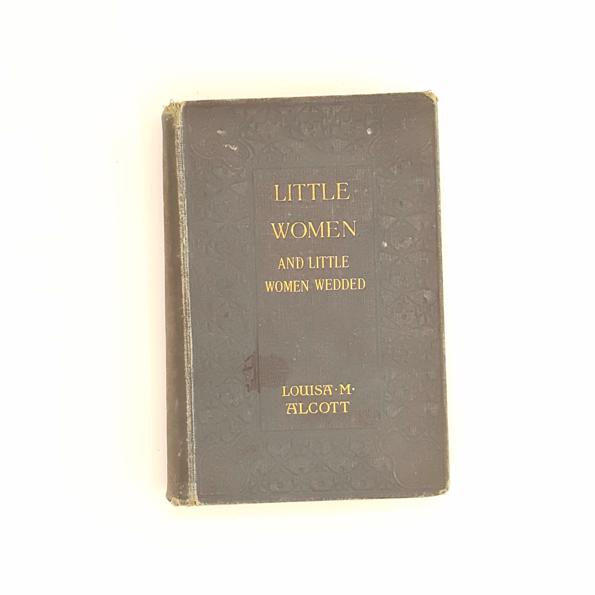 LITTLE
WOMEN
AND LITTLE
WOMEN WEDDED
LOUISA·M·
ALCOTT